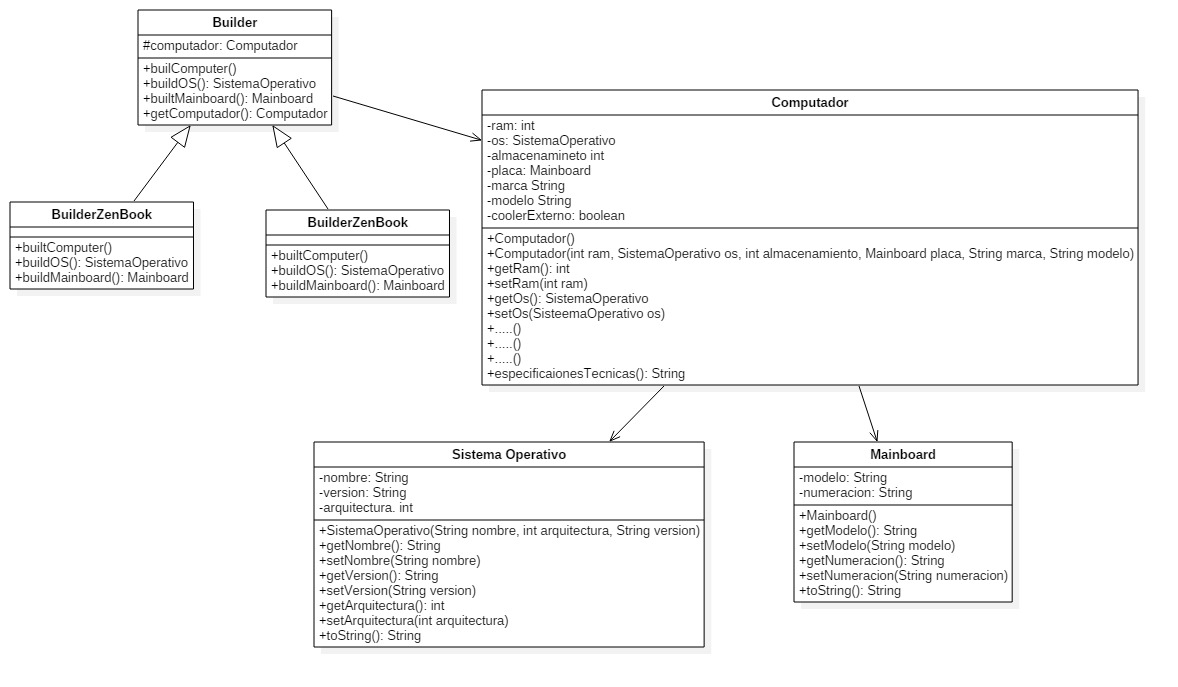 Builder
#computador: Computador
+builComputer()
+buildOS(): SistemaOperativo
+builtMainboard(): Mainboard
+getComputador(): Computador
BuilderZenBook
+builtComputer()
+buildOS(): SistemaOperativo
+buildMainboard(): Mainboard
BuilderZenBook
+builtComputer()
+buildOS(): SistemaOperativo
+buildMainboard(): Mainboard
Computador
-ram: int
-os: SistemaOperativo
-almacenamineto int
-placa: Mainboard
-marca String
-modelo String
-coolerExterno: boolean
+Computador()
+Computador(int ram, SistemaOperativo os, int almacenamiento, Mainboard placa, String marca, String modelo)
+getRam(): int
+setRam(int ram)
+getOs(): SistemaOperativo
+setOs(SisteemaOperativo os)
+.....()
+.....()
+.....()
+especificaionesTecnicas(): String
Sistema Operativo
-nombre: String
-version: String
-arquitectura. int
+SistemaOperativo(String nombre, int arquitectura, String version)
+getNombre(): String
+setNombre(String nombre)
+getVersion(): String
+setVersion(String version)
+getArquitectura(): int
+setArquitectura(int arquitectura)
+toString(): String
Mainboard
-modelo: String
-numeracion: String
+Mainboard()
+getModelo(): String
+setModelo(String modelo)
+getNumeracion(): String
+setNumeracion(String numeracion)
+toString(): String